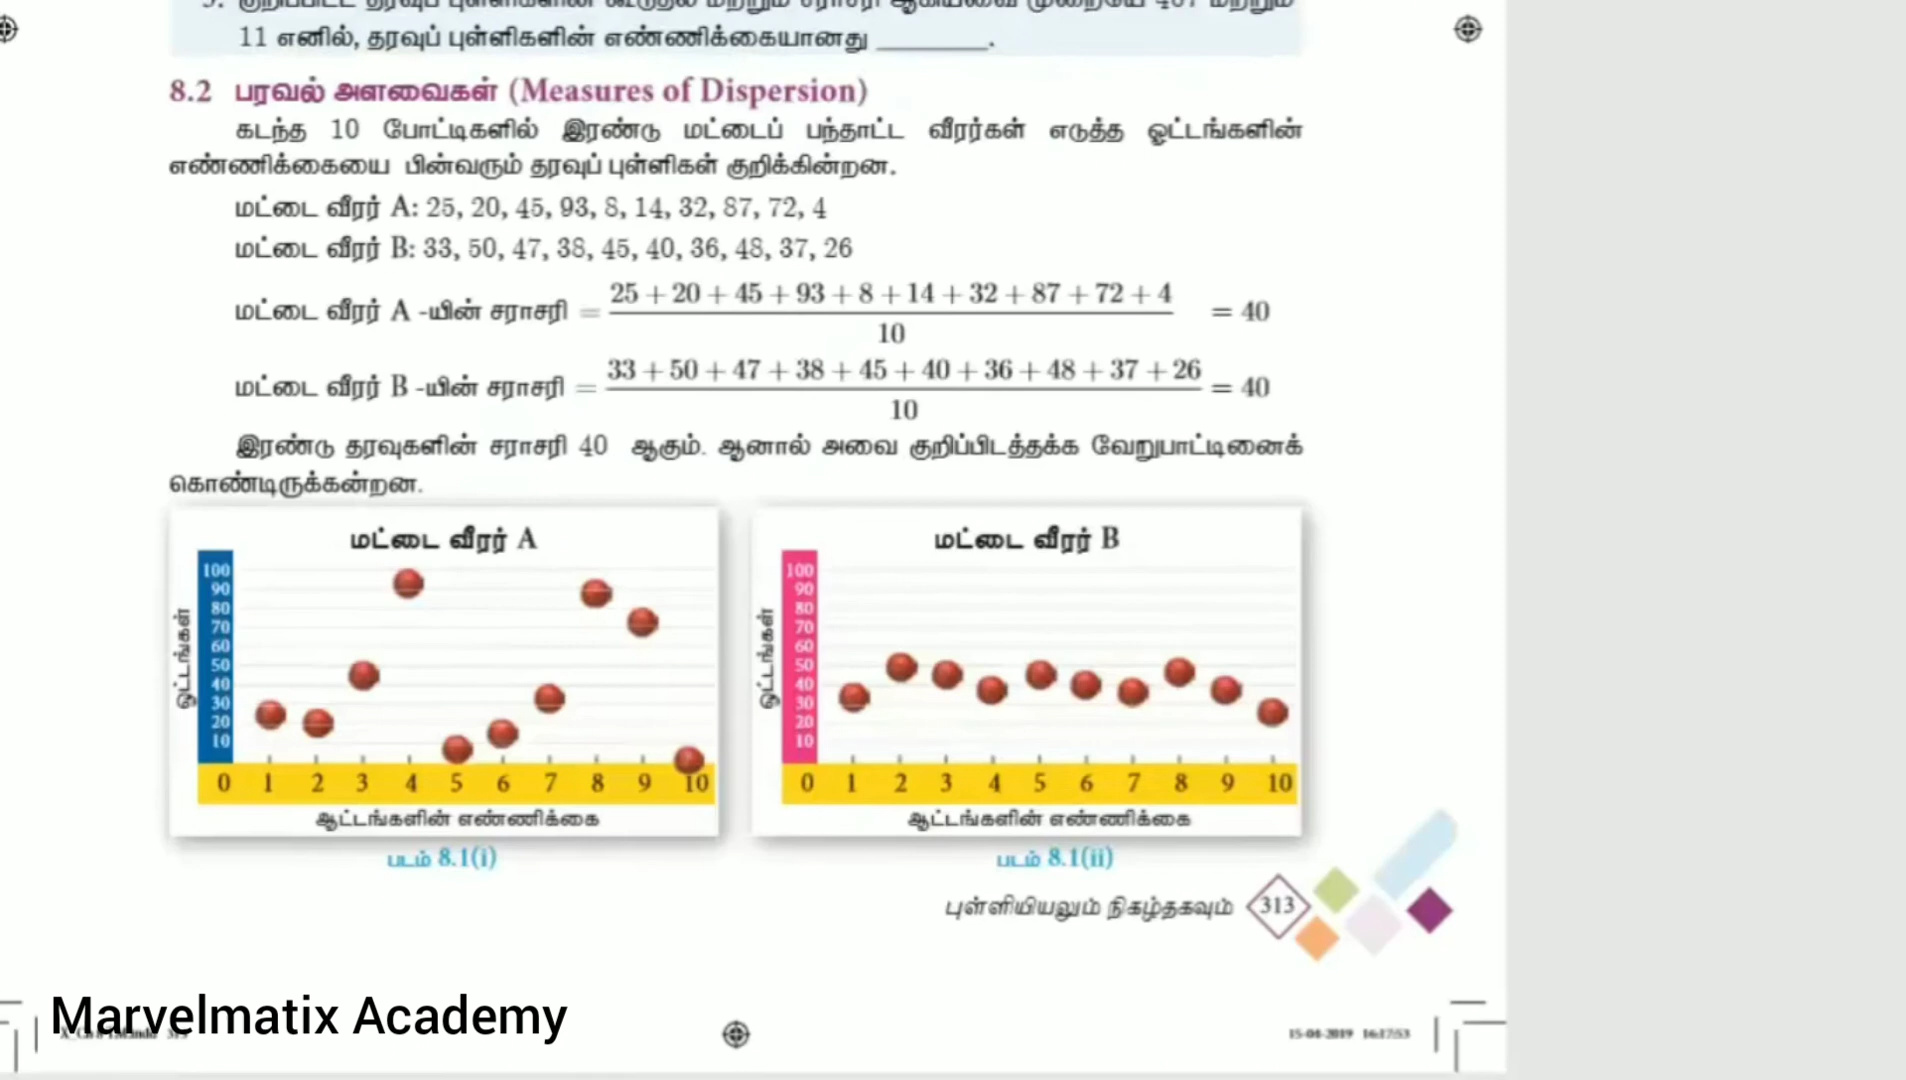 11 எனில், தரவுப் புள்ளிகளின் எண்ணிக்கையானது ________.
8.2 பரவல் அளவைகள் (Measures of Dispersion)
கடந்த 10 போட்டிகளில் இரண்டு மட்டைப் பந்தாட்ட வீரர்கள் எடுத்த ஓட்டங்களின்
எண்ணிக்கையை பின்வரும் தரவுப் புள்ளிகள் குறிக்கின்றன.
மட்டை வீரர் A: 25, 20, 45, 93, 8, 14, 32, 87, 72, 4
மட்டை வீரர் B: 33, 50, 47, 38, 45, 40, 36, 48, 37, 26
மட்டை வீரர் A -யின் சராசரி = 25 + 20 + 45 + 93 + 8 + 14 + 32 + 87 + 72 + 4 / 10 = 40
மட்டை வீரர் B -யின் சராசரி = 33 + 50 + 47 + 38 + 45 + 40 + 36 + 48 + 37 + 26 / 10 = 40
இரண்டு தரவுகளின் சராசரி 40 ஆகும். ஆனால் அவை குறிப்பிடத்தக்க வேறுபாட்டினைக்
கொண்டிருக்கன்றன.
மட்டை வீரர் A
ஓட்டங்கள்
100
90
80
70
60
50
40
30
20
10
0 1 2 3 4 5 6 7 8 9 10
ஆட்டங்களின் எண்ணிக்கை
படம் 8.1(i)
மட்டை வீரர் B
ஓட்டங்கள்
100
90
80
70
60
50
40
30
20
10
0 1 2 3 4 5 6 7 8 9 10
ஆட்டங்களின் எண்ணிக்கை
படம் 8.1(ii)
புள்ளியியலும் நிகழ்தகவும் 313
Marvelmatix Academy
15-04-2019 16:17:53